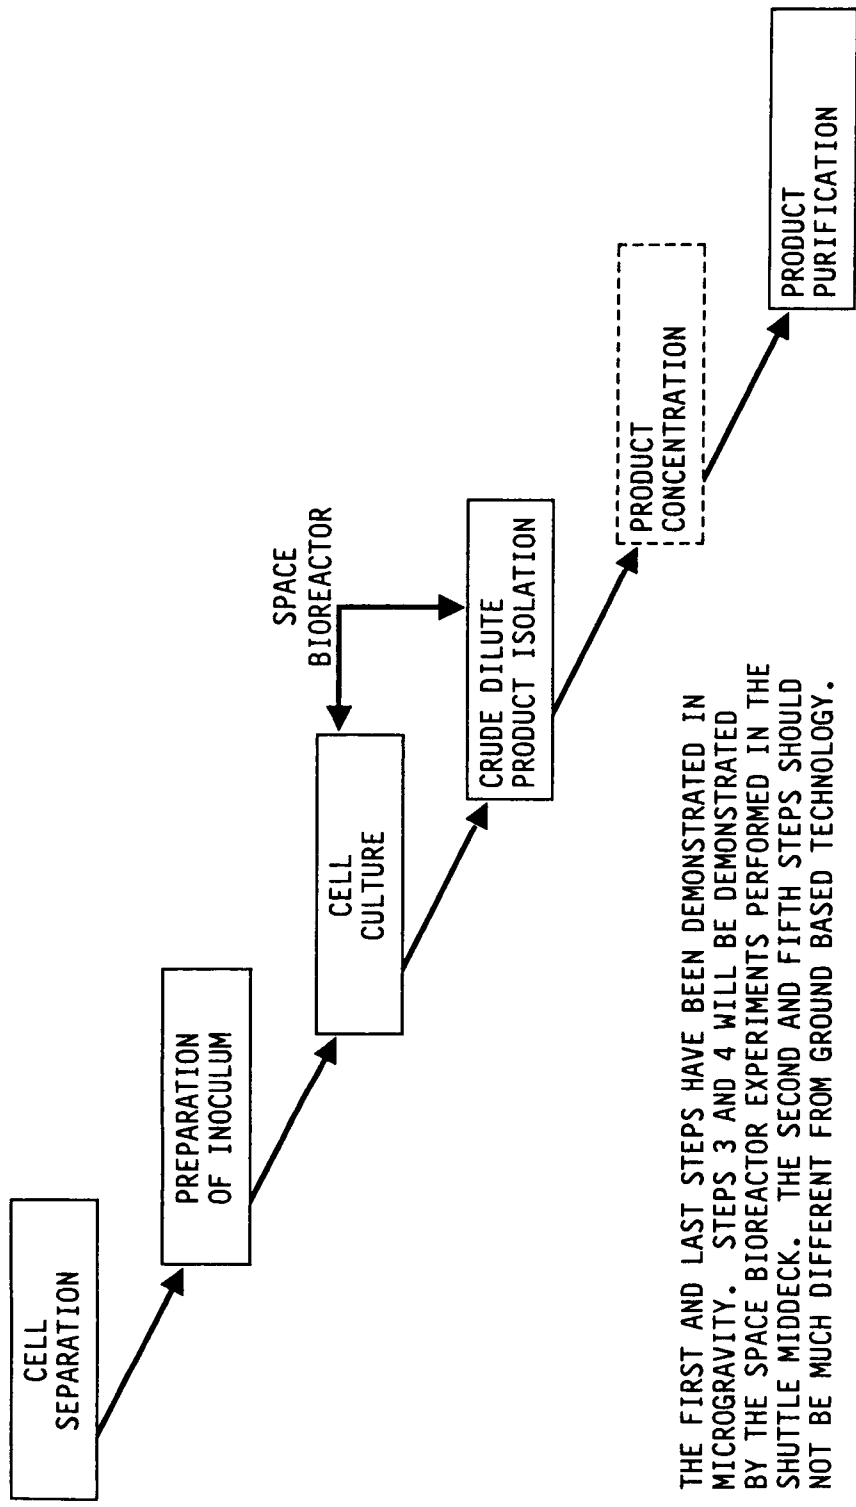 CELL
SEPARATION
PREPARATION
OF INOCULUM
CELL
CULTURE
SPACE
BIOREACTOR
CRUDE DILUTE
PRODUCT ISOLATION
PRODUCT
CONCENTRATION
PRODUCT
PURIFICATION
THE FIRST AND LAST STEPS HAVE BEEN DEMONSTRATED IN
MICROGRAVITY. STEPS 3 AND 4 WILL BE DEMONSTRATED
BY THE SPACE BIOREACTOR EXPERIMENTS PERFORMED IN THE
SHUTTLE MIDDECK. THE SECOND AND FIFTH STEPS SHOULD
NOT BE MUCH DIFFERENT FROM GROUND BASED TECHNOLOGY.